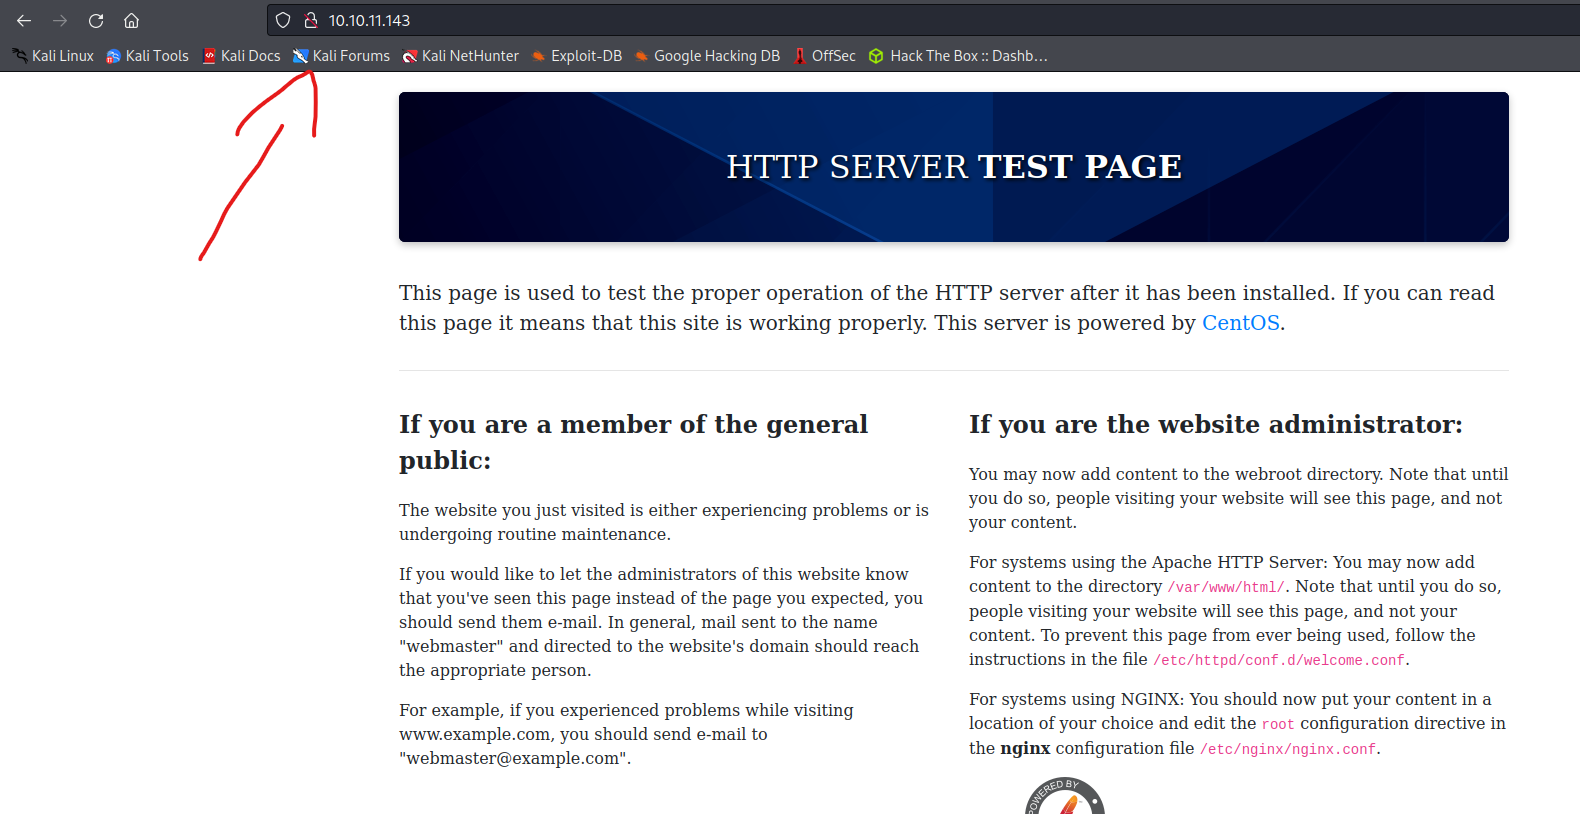 10.10.11.143
Kali Linux Kali Tools Kali Docs Kali Forums Kali NetHunter Exploit-DB Google Hacking DB OffSec Hack The Box :: Dashb…
HTTP SERVER TEST PAGE
This page is used to test the proper operation of the HTTP server after it has been installed. If you can read
this page it means that this site is working properly. This server is powered by CentOS.
If you are a member of the general
public:
The website you just visited is either experiencing problems or is
undergoing routine maintenance.
If you would like to let the administrators of this website know
that you've seen this page instead of the page you expected, you
should send them e-mail. In general, mail sent to the name
"webmaster" and directed to the website's domain should reach
the appropriate person.
For example, if you experienced problems while visiting
www.example.com, you should send e-mail to
"webmaster@example.com".
If you are the website administrator:
You may now add content to the webroot directory. Note that until
you do so, people visiting your website will see this page, and not
your content.
For systems using the Apache HTTP Server: You may now add
content to the directory /var/www/html/. Note that until you do so,
people visiting your website will see this page, and not your
content. To prevent this page from ever being used, follow the
instructions in the file /etc/httpd/conf.d/welcome.conf.
For systems using NGINX: You should now put your content in a
location of your choice and edit the root configuration directive in
the nginx configuration file /etc/nginx/nginx.conf.
POWERED BY